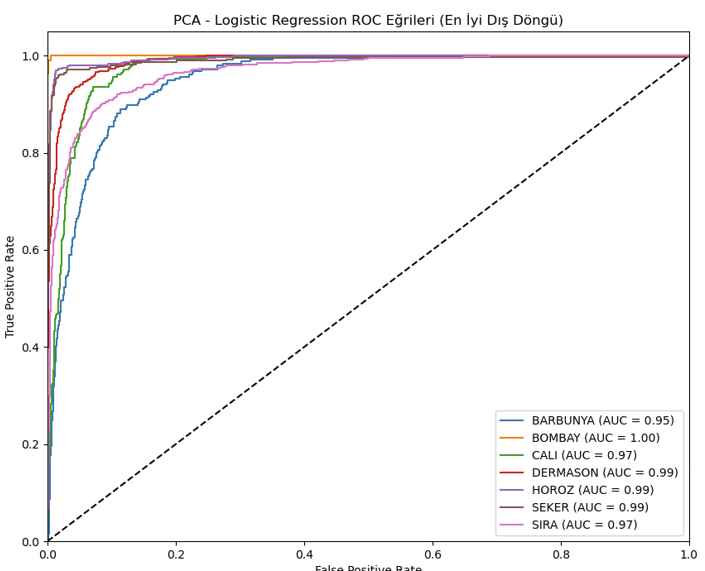 PCA - Logistic Regression ROC Eğrileri (En İyi Dış Döngü)
1.0
0.8
0.6
0.4
0.2
0.0
True Positive Rate
BARBUNYA (AUC = 0.95)
BOMBAY (AUC = 1.00)
CALI (AUC = 0.97)
DERMASON (AUC = 0.99)
HOROZ (AUC = 0.99)
SEKER (AUC = 0.99)
SIRA (AUC = 0.97)
0.0 0.2 0.4 0.6 0.8 1.0
False Positive Rate